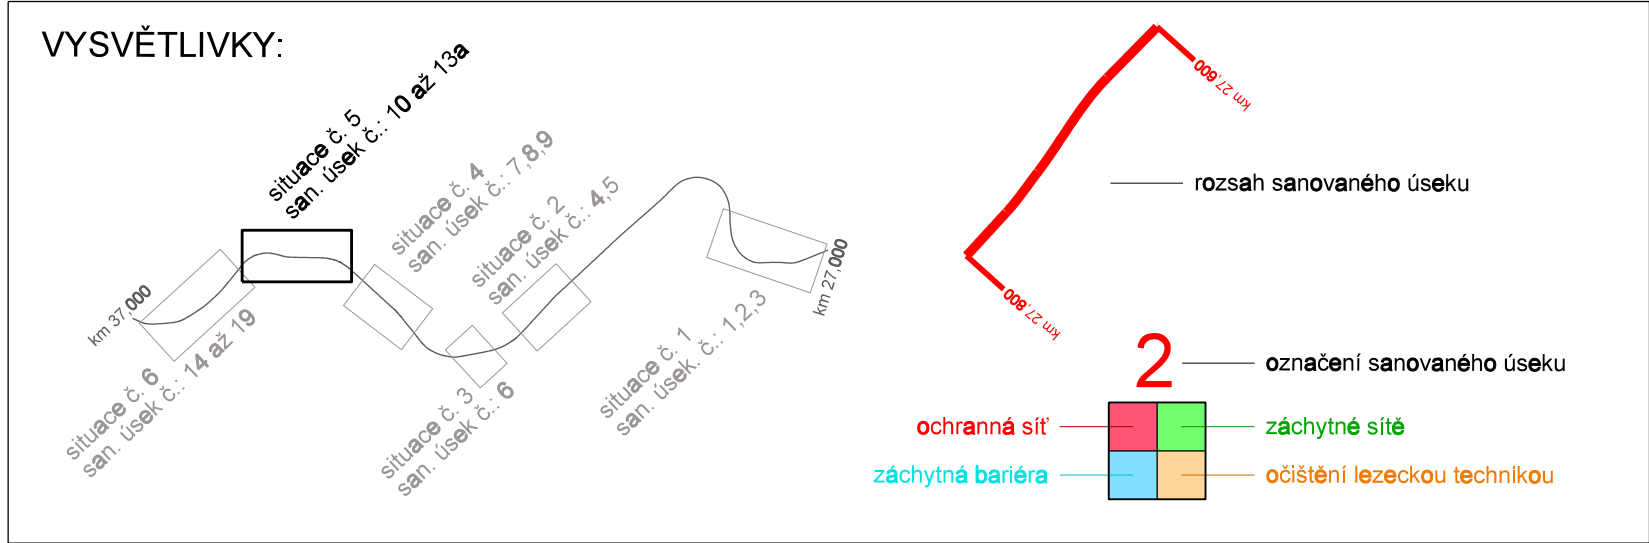 VYSVĚTLIVKY:
situace č. 5
san. úsek č.: 10 až 13a
situace č. 4
san. úsek č.: 7,8,9
situace č. 2
san. úsek č.: 4,5
km 37,000
situace č. 6
san. úsek č.: 14 až 19
situace č. 3
san. úsek č.: 6
situace č. 1
san. úsek. č.: 1,2,3
km 27,000
km 27,600
rozsah sanovaného úseku
km 27,800
2
označení sanovaného úseku
ochranná síť
záchytné sítě
záchytná bariéra
očištění lezeckou technikou